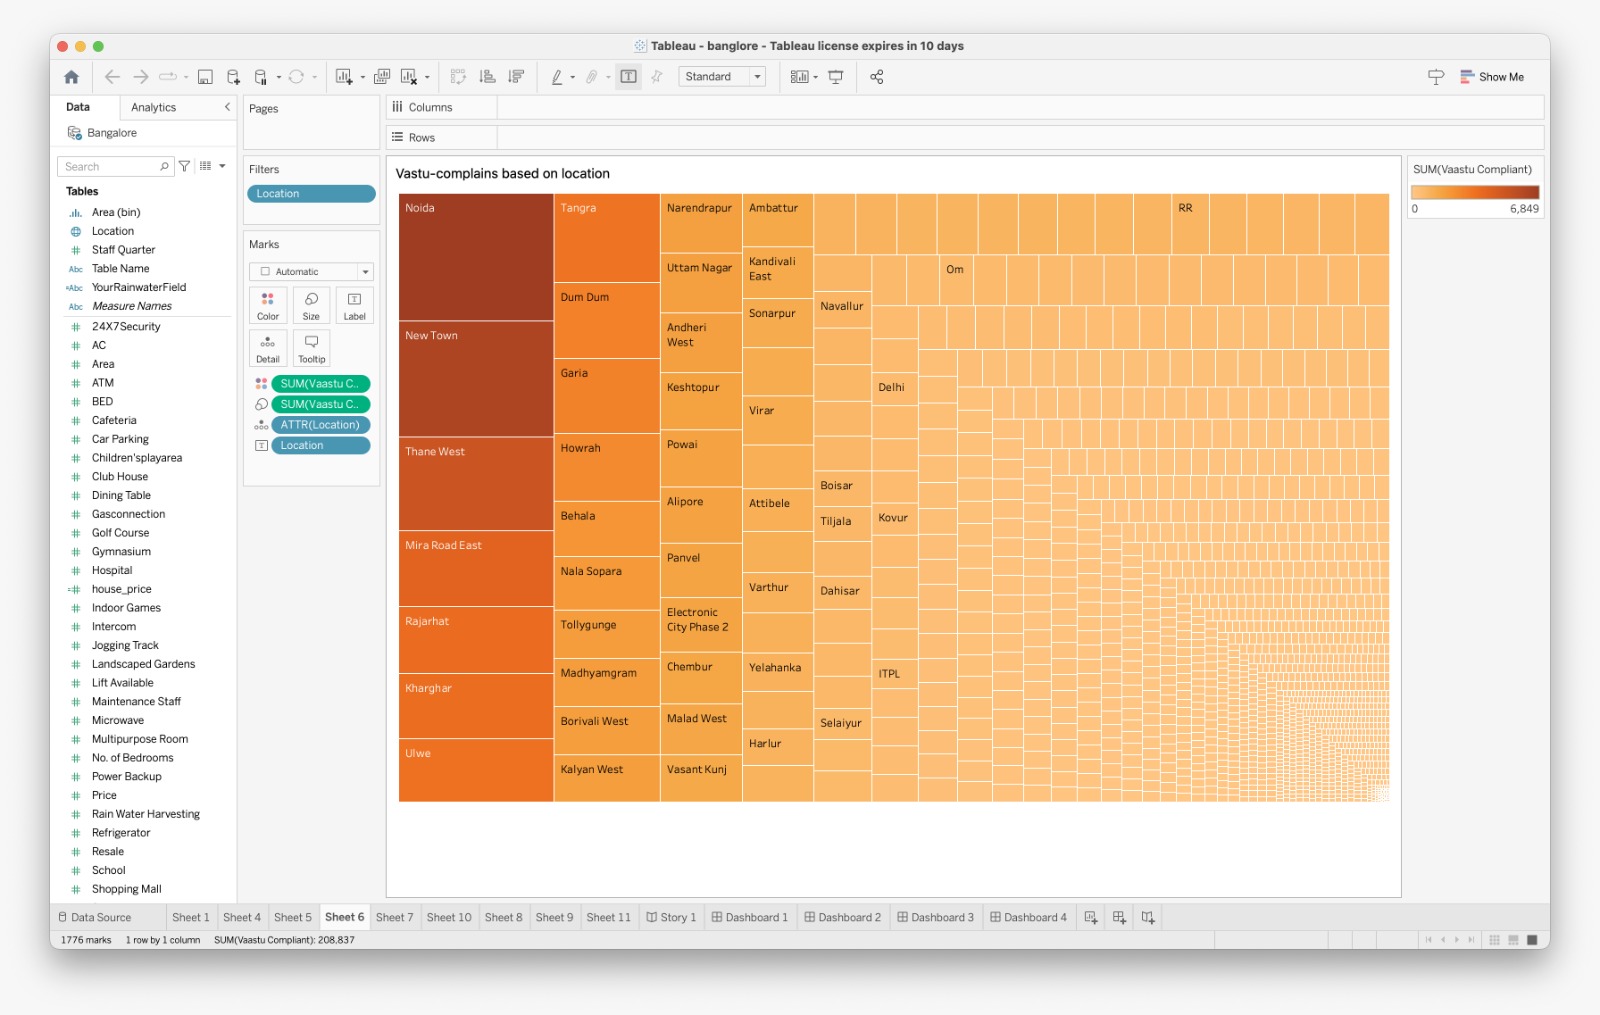 Tableau - banglore - Tableau license expires in 10 days
Standard
Show Me
Data
Analytics
Bangalore
Search
Tables
Area (bin)
Location
Staff Quarter
Abc Table Name
=Abc YourRainwaterField
Abc Measure Names
24X7Security
AC
Area
ATM
BED
Cafeteria
Car Parking
Children'splayarea
Club House
Dining Table
Gasconnection
Golf Course
Gymnasium
Hospital
house_price
Indoor Games
Intercom
Jogging Track
Landscaped Gardens
Lift Available
Maintenance Staff
Microwave
Multipurpose Room
No. of Bedrooms
Power Backup
Price
Rain Water Harvesting
Refrigerator
Resale
School
Shopping Mall
Pages
Filters
Location
Marks
Automatic
Color
Size
Label
Detail
Tooltip
SUM(Vaastu C..
SUM(Vaastu C..
ATTR(Location)
Location
Columns
Rows
Vastu-complains based on location
Noida
New Town
Thane West
Mira Road East
Rajarhat
Kharghar
Ulwe
Tangra
Dum Dum
Garia
Howrah
Behala
Nala Sopara
Tollygunge
Madhyamgram
Borivali West
Kalyan West
Narendrapur
Uttam Nagar
Andheri
West
Keshtopur
Powai
Alipore
Panvel
Electronic
City Phase 2
Chembur
Malad West
Vasant Kunj
Ambattur
Kandivali
East
Sonarpur
Virar
Attibele
Varthur
Yelahanka
Harlur
Navallur
Boisar
Tiljala
Dahisar
Selaiyur
Delhi
Kovur
ITPL
Om
RR
SUM(Vaastu Compliant)
0
6,849
Data Source
Sheet 1
Sheet 4
Sheet 5
Sheet 6
Sheet 7
Sheet 10
Sheet 8
Sheet 9
Sheet 11
Story 1
Dashboard 1
Dashboard 2
Dashboard 3
Dashboard 4
1776 marks
1 row by 1 column
SUM(Vaastu Compliant): 208,837